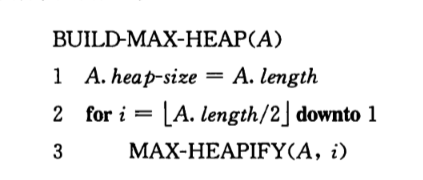 BUILD-MAX-HEAP(A)
1 A. heap-size = A. length
2 for i = ⌊A. length/2⌋ downto 1
3 MAX-HEAPIFY(A, i)